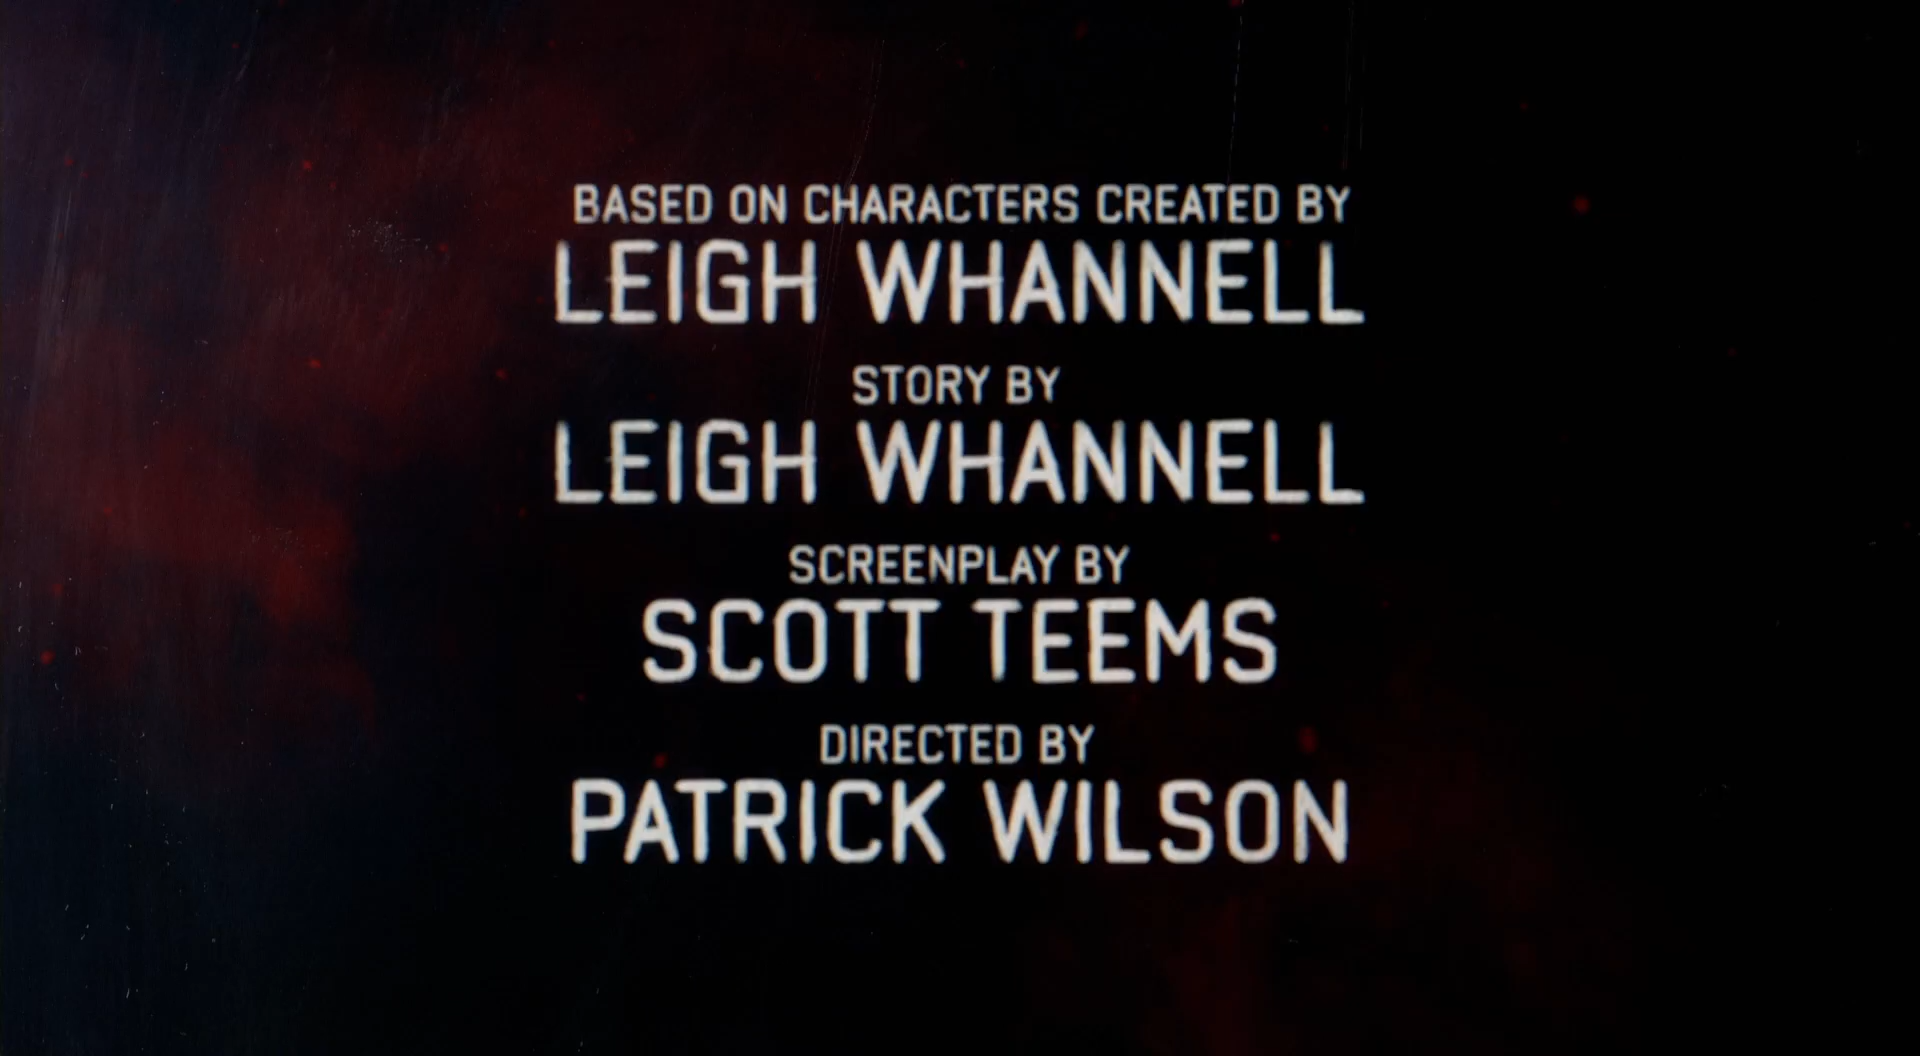 BASED ON CHARACTERS CREATED BY
LEIGH WHANNELL
STORY BY
LEIGH WHANNELL
SCREENPLAY BY
SCOTT TEEMS
DIRECTED BY
PATRICK WILSON